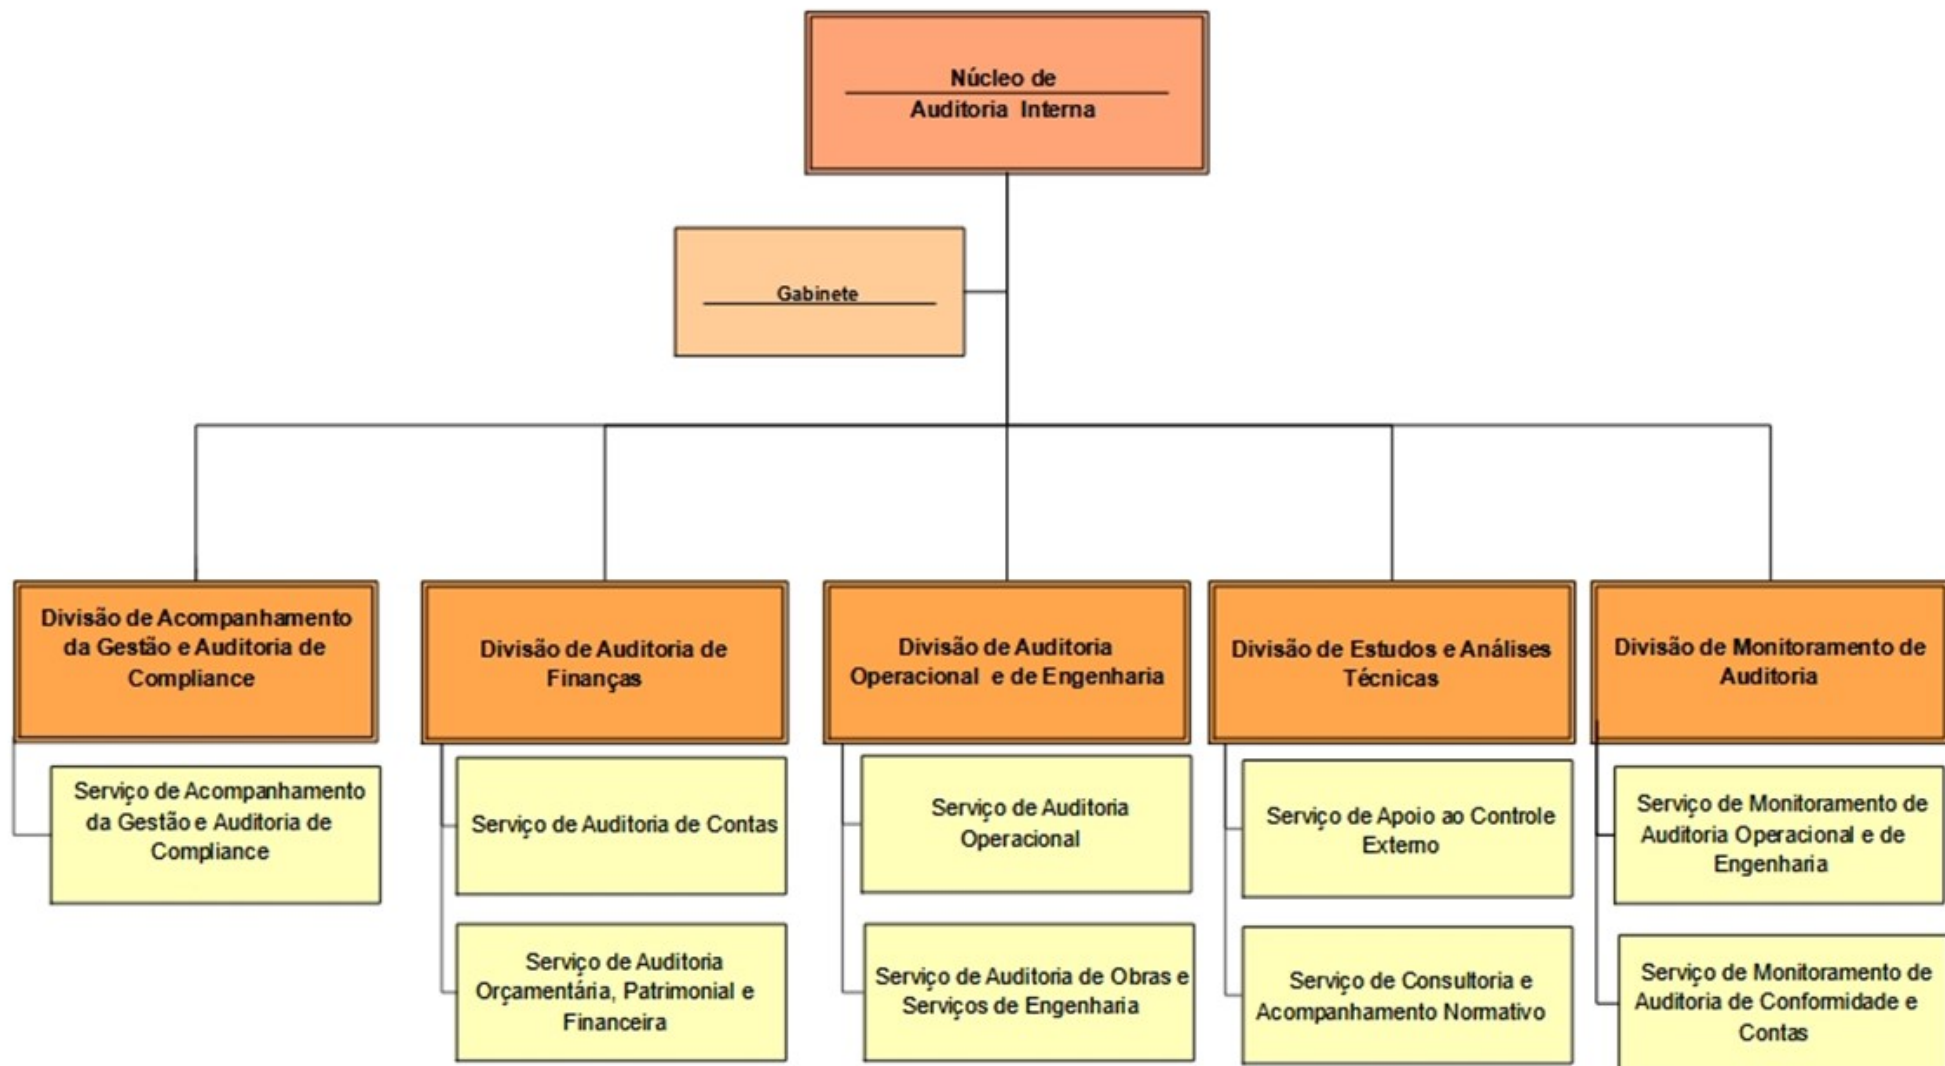 Núcleo de
Auditoria Interna
Gabinete
Divisão de Acompanhamento
da Gestão e Auditoria de
Compliance
Divisão de Auditoria de
Finanças
Divisão de Auditoria
Operacional e de Engenharia
Divisão de Estudos e Análises
Técnicas
Divisão de Monitoramento de
Auditoria
Serviço de Acompanhamento
da Gestão e Auditoria de
Compliance
Serviço de Auditoria de Contas
Serviço de Auditoria
Orçamentária, Patrimonial e
Financeira
Serviço de Auditoria
Operacional
Serviço de Auditoria de Obras e
Serviços de Engenharia
Serviço de Apoio ao Controle
Externo
Serviço de Consultoria e
Acompanhamento Normativo
Serviço de Monitoramento de
Auditoria Operacional e de
Engenharia
Serviço de Monitoramento de
Auditoria de Conformidade e
Contas